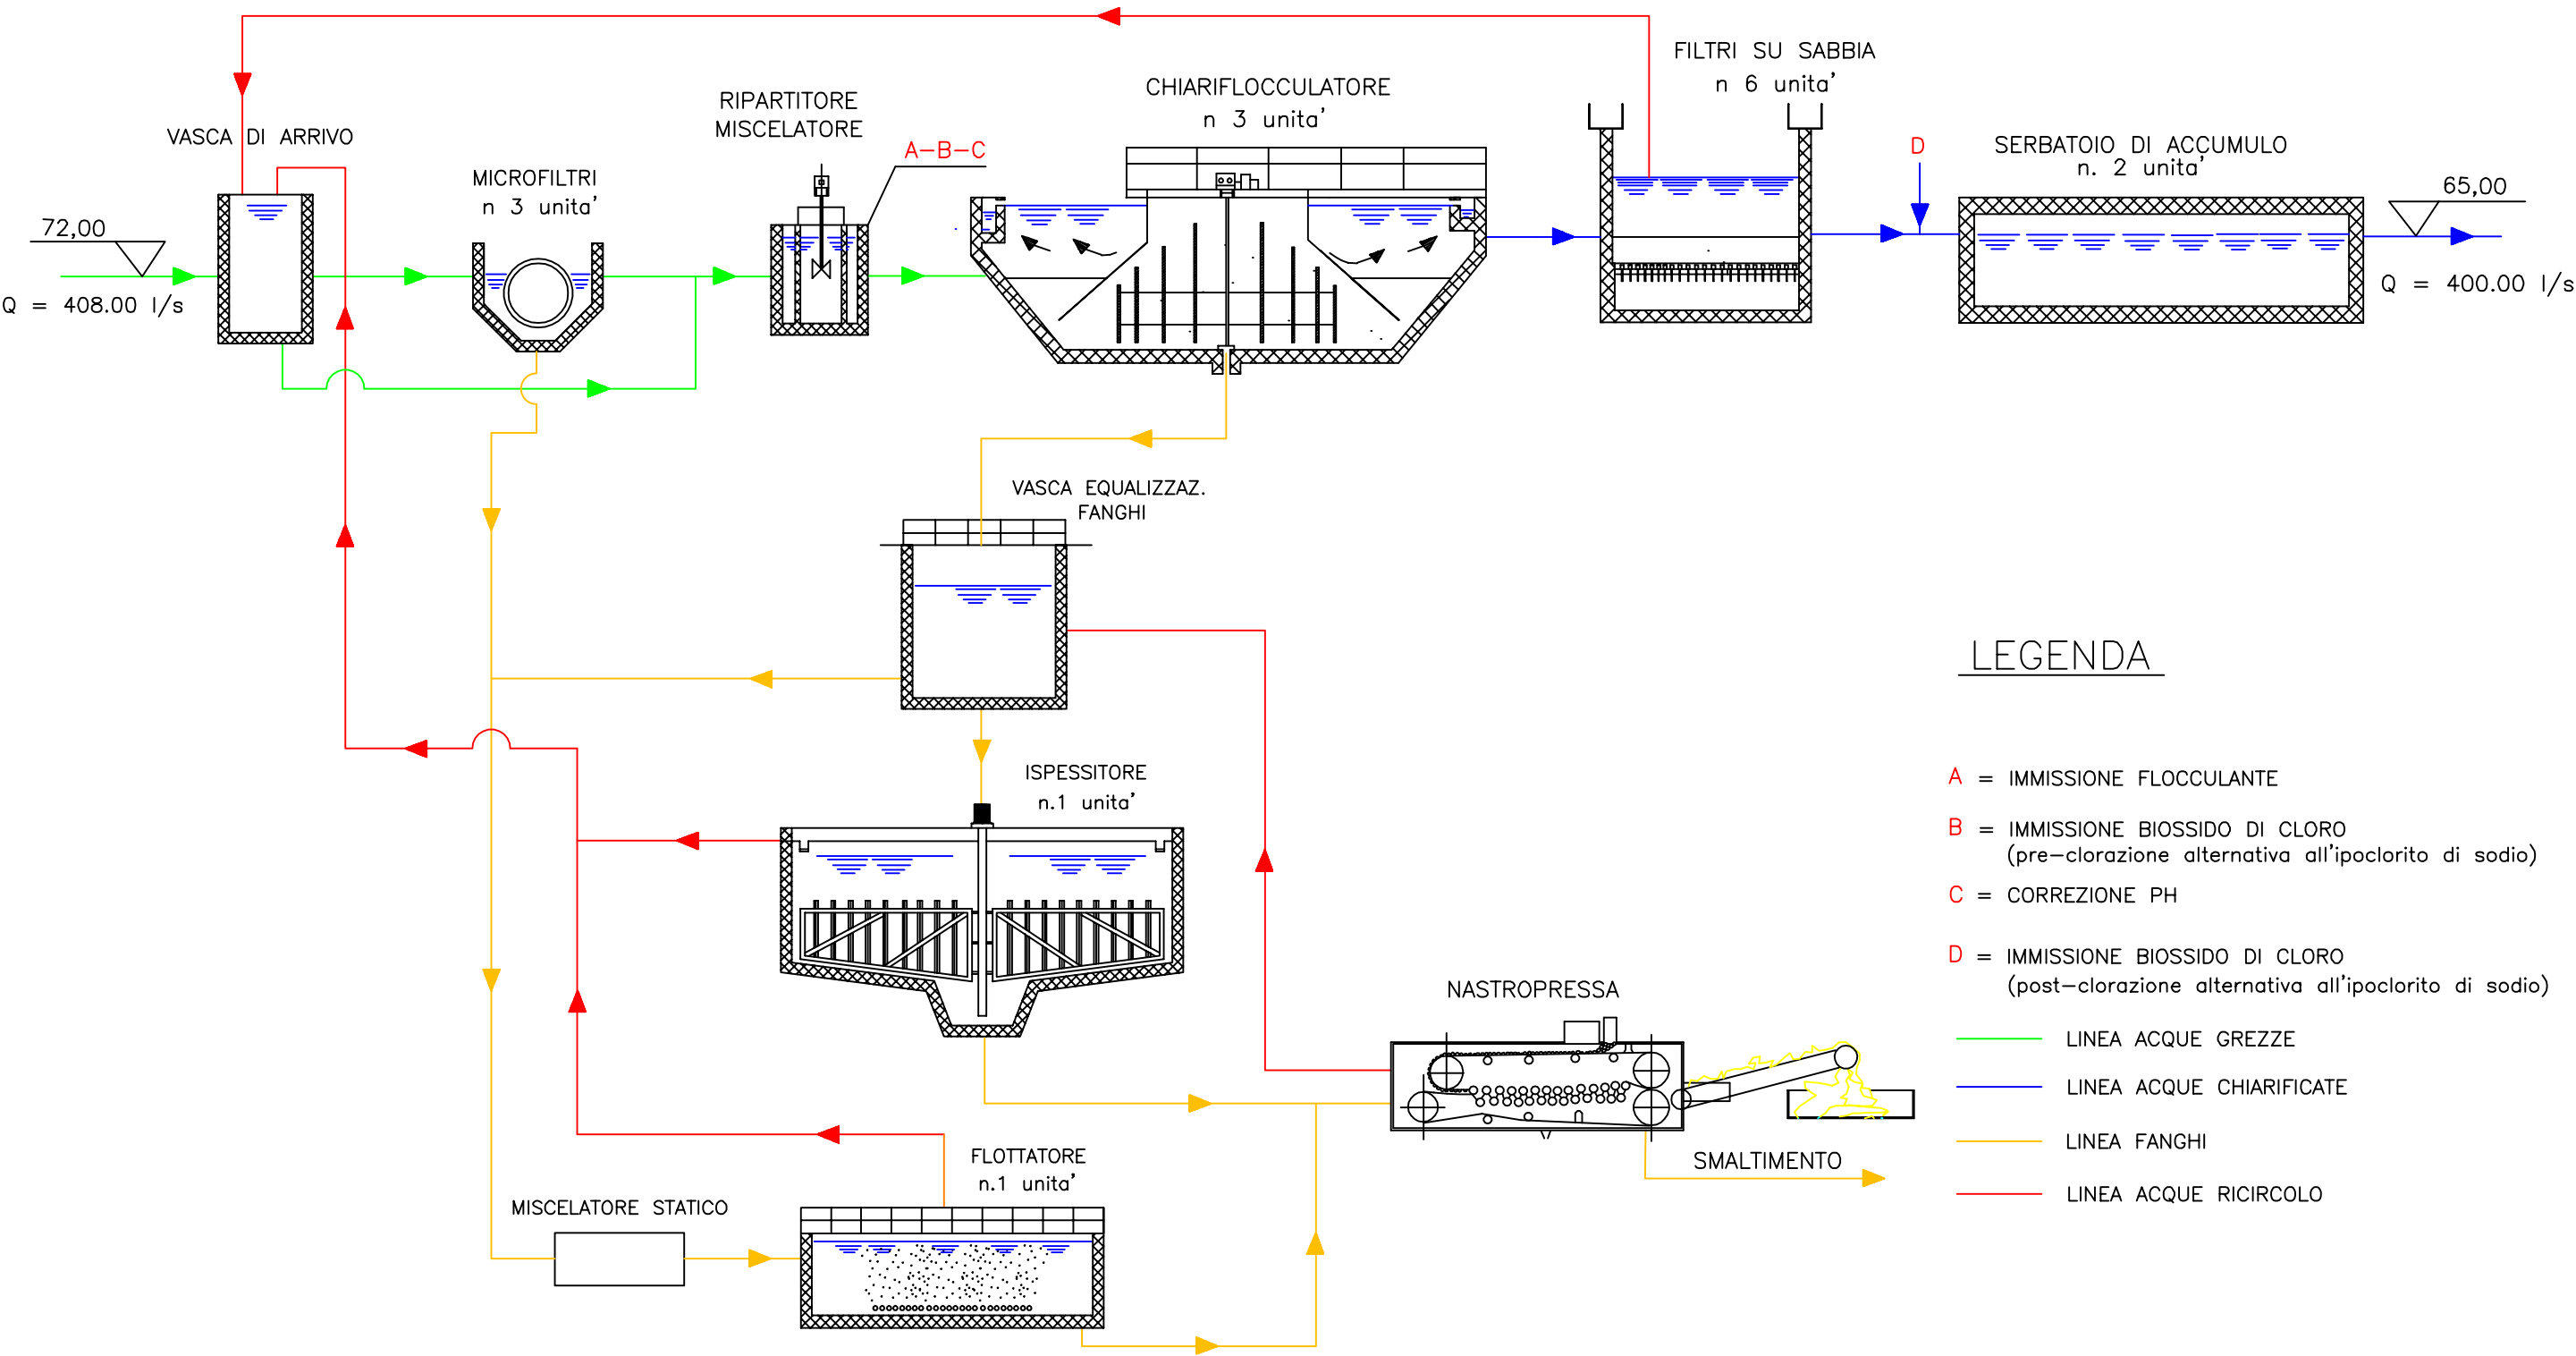 FILTRI SU SABBIA
n 6 unita'
CHIARIFLOCCULATORE
n 3 unita'
RIPARTITORE
MISCELATORE
A-B-C
VASCA DI ARRIVO
D
SERBATOIO DI ACCUMULO
n. 2 unita'
MICROFILTRI
n 3 unita'
72,00
65,00
Q = 408.00 l/s
Q = 400.00 l/s
VASCA EQUALIZZAZ.
FANGHI
LEGENDA
ISPESSITORE
n.1 unita'
A = IMMISSIONE FLOCCULANTE
B = IMMISSIONE BIOSSIDO DI CLORO
(pre-clorazione alternativa all'ipoclorito di sodio)
C = CORREZIONE PH
D = IMMISSIONE BIOSSIDO DI CLORO
(post-clorazione alternativa all'ipoclorito di sodio)
NASTROPRESSA
LINEA ACQUE GREZZE
LINEA ACQUE CHIARIFICATE
LINEA FANGHI
LINEA ACQUE RICIRCOLO
SMALTIMENTO
FLOTTATORE
n.1 unita'
MISCELATORE STATICO